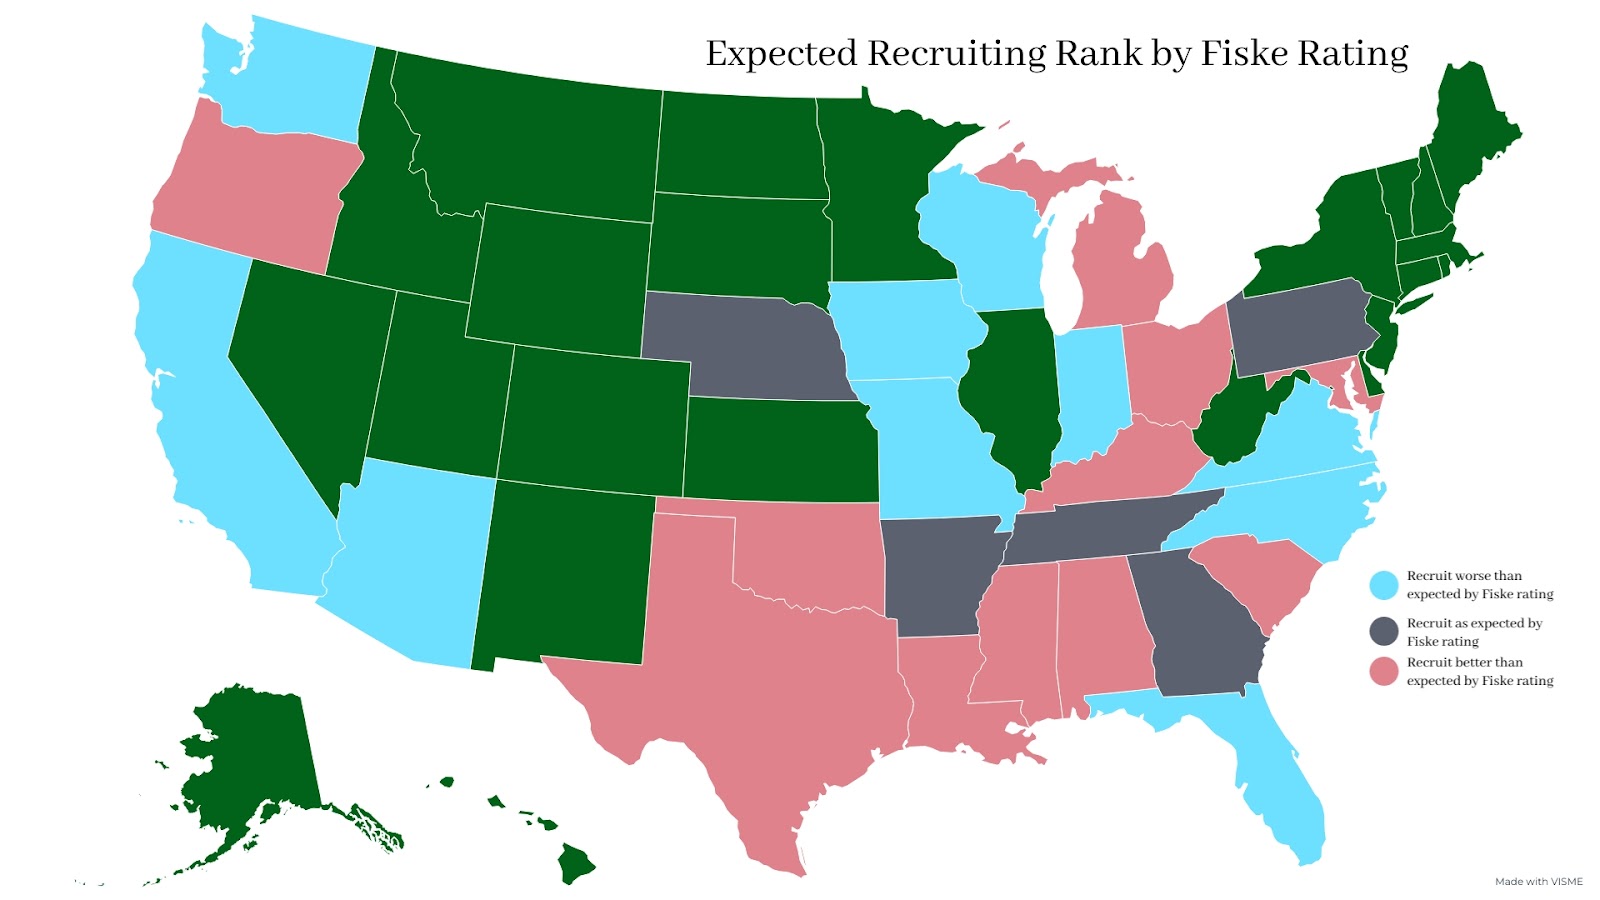 Expected Recruiting Rank by Fiske Rating
Recruit worse than
expected by Fiske rating
Recruit as expected by
Fiske rating
Recruit better than
expected by Fiske rating
Made with VISME